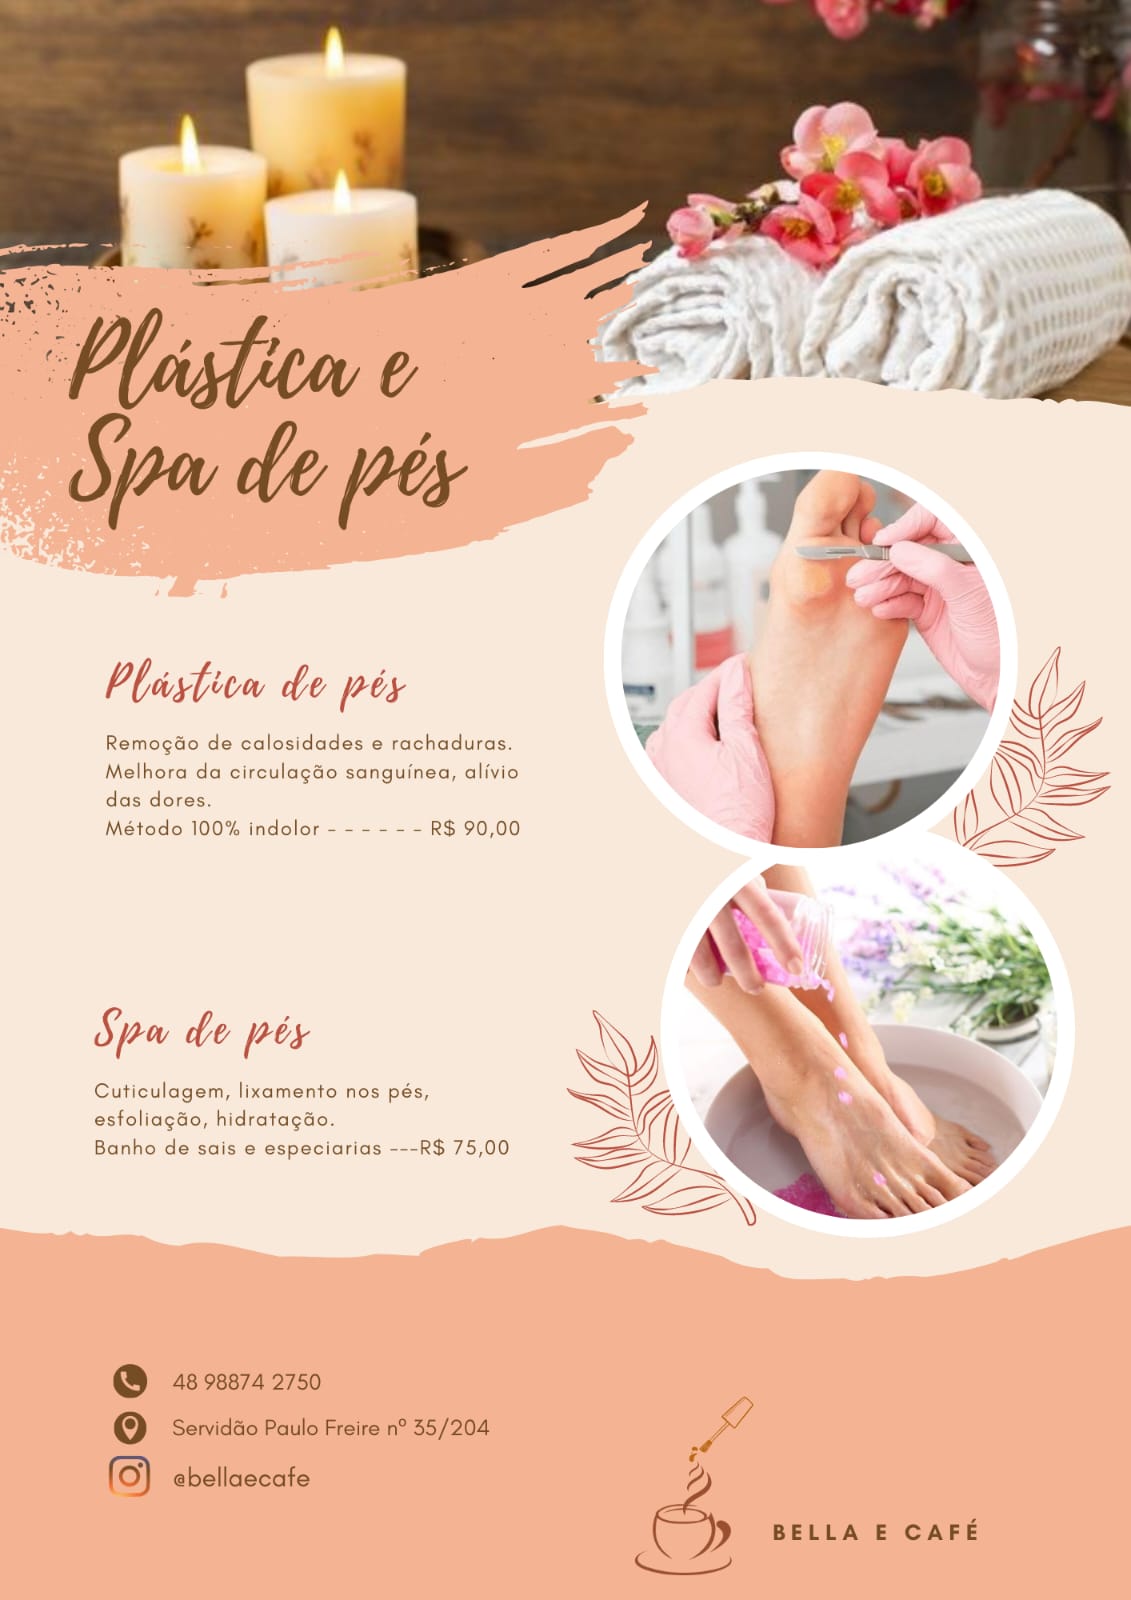 Plástica e
Spa de pés
Plástica de pés
Remoção de calosidades e rachaduras.
Melhora da circulação sanguínea, alívio
das dores.
Método 100% indolor - - - - - - R$ 90,00
Spa de pés
Cuticulagem, lixamento nos pés,
esfoliação, hidratação.
Banho de sais e especiarias ---R$ 75,00
48 98874 2750
Servidão Paulo Freire nº 35/204
@bellaecafe
BELLA E CAFÉ